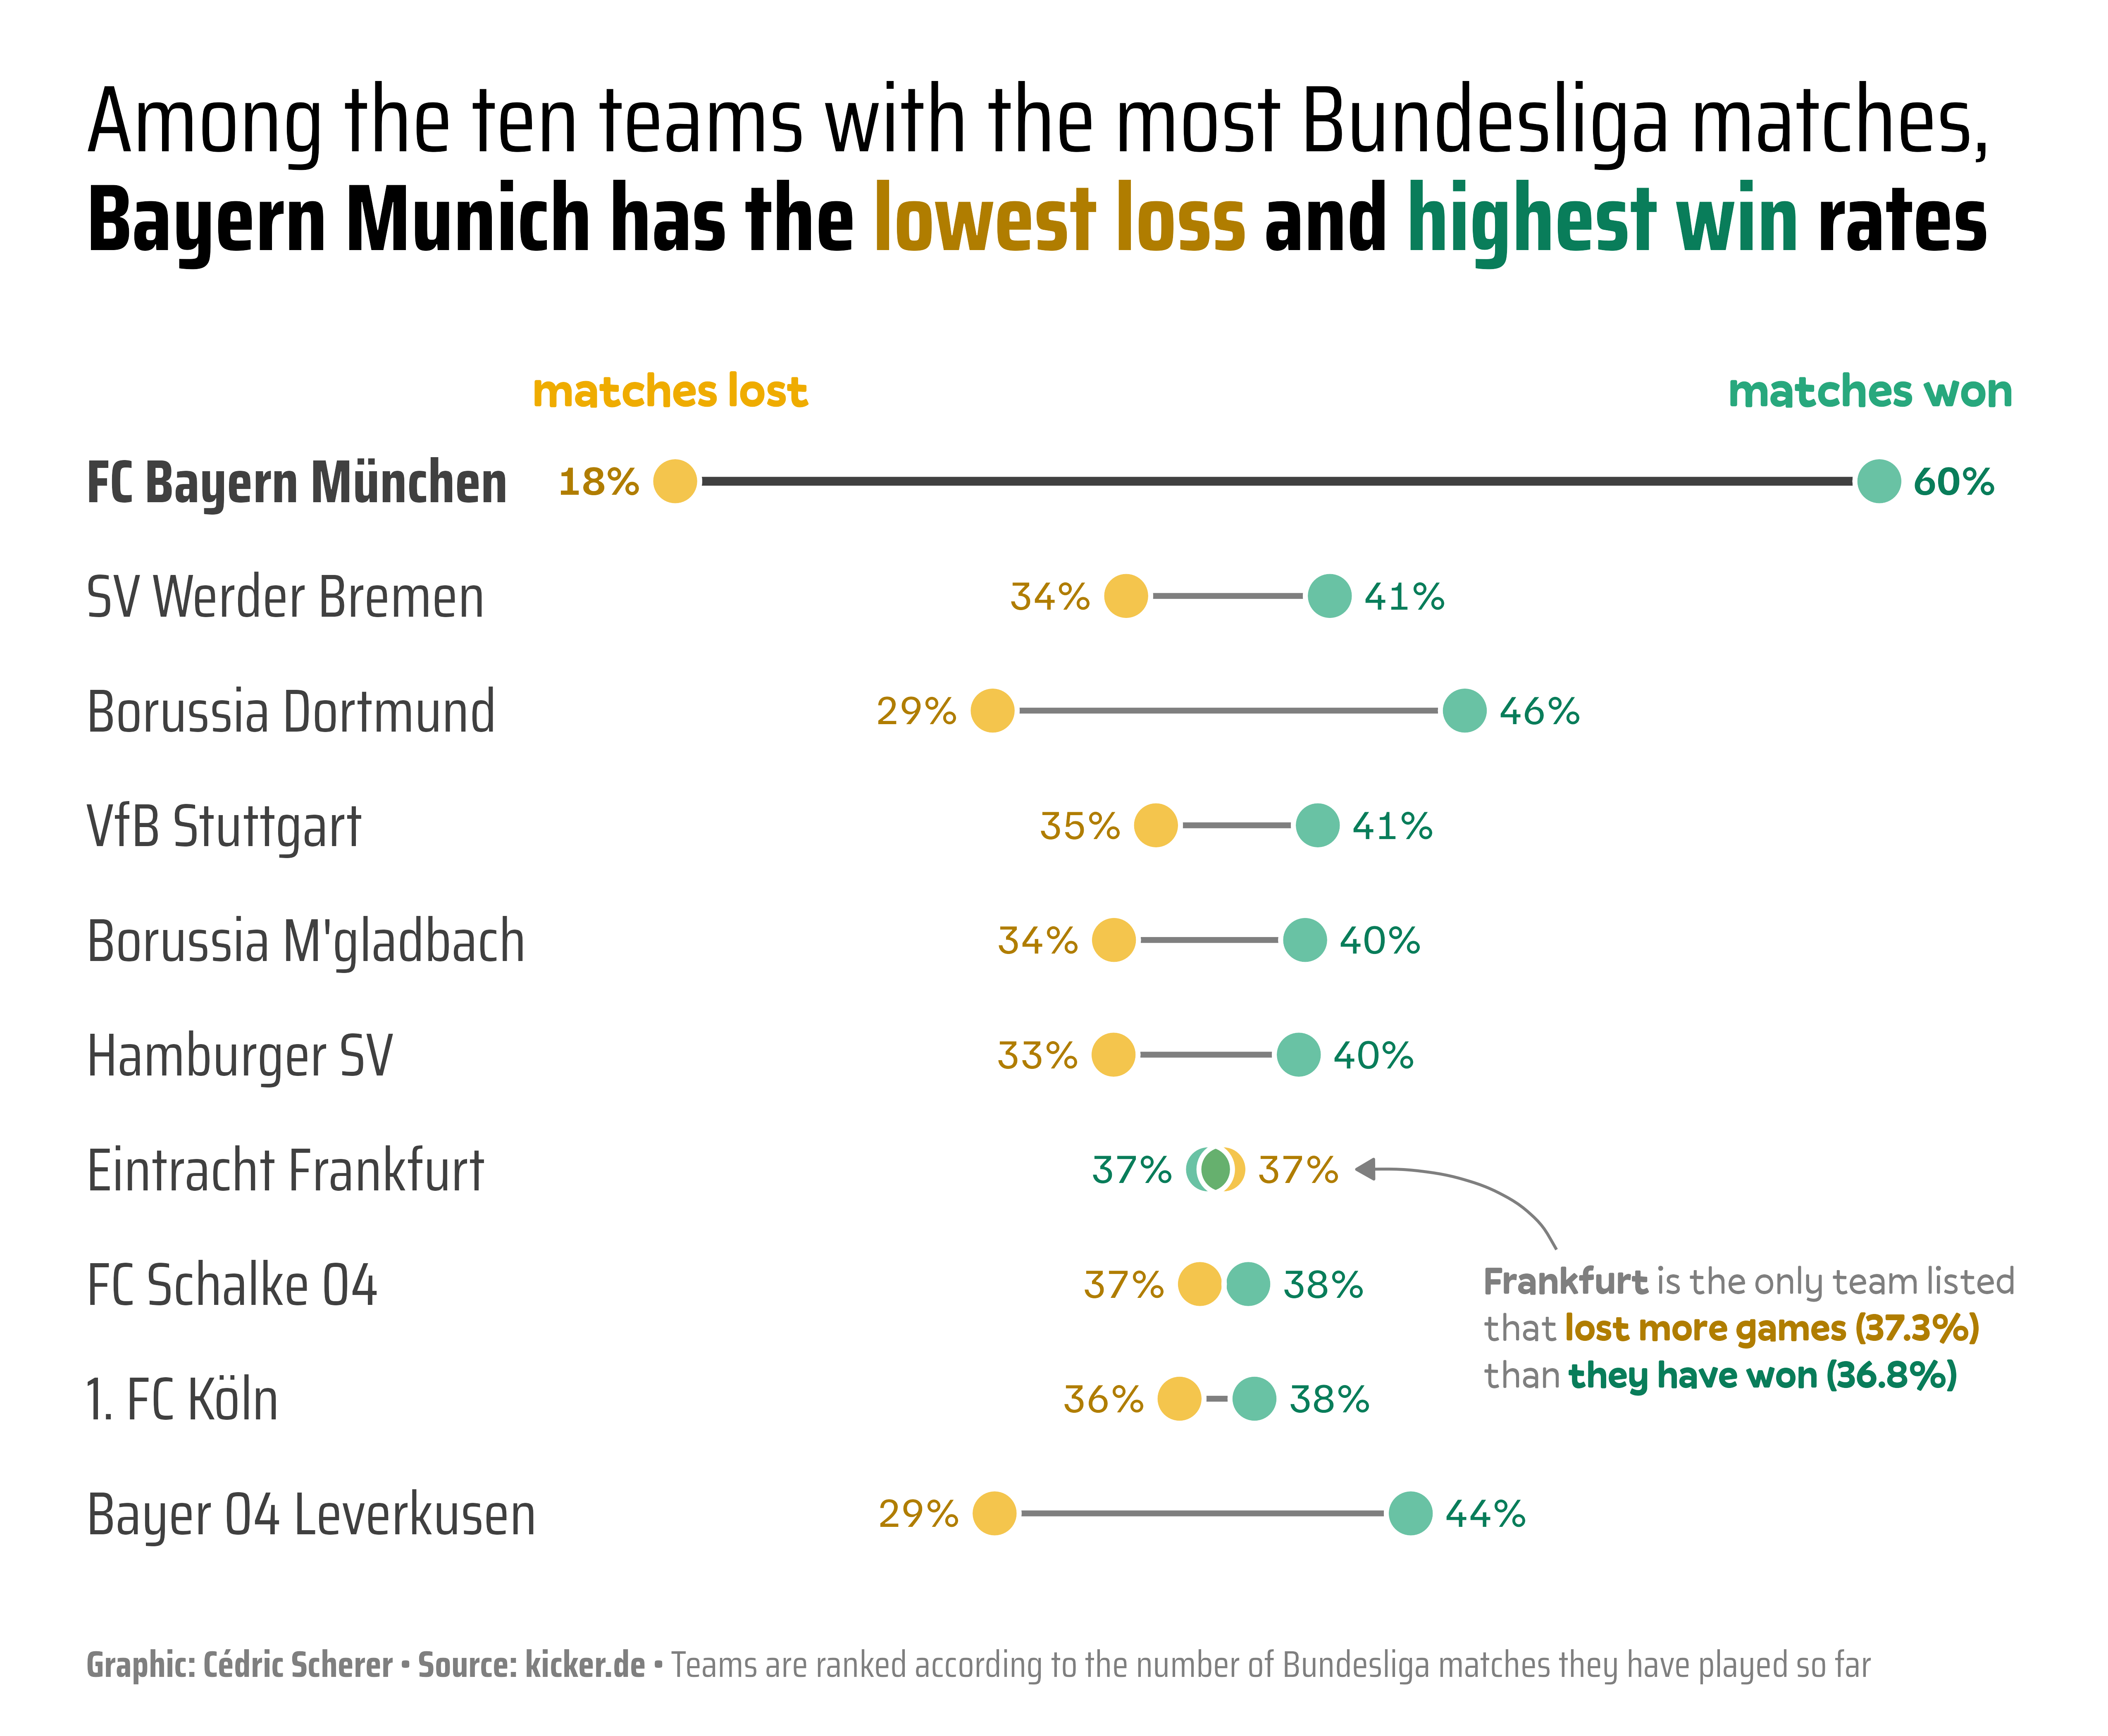 Among the ten teams with the most Bundesliga matches,
Bayern Munich has the lowest loss and highest win rates
matches lost matches won
FC Bayern München 18% 60%
SV Werder Bremen 34% 41%
Borussia Dortmund 29% 46%
VfB Stuttgart 35% 41%
Borussia M'gladbach 34% 40%
Hamburger SV 33% 40%
Eintracht Frankfurt 37% 37%
FC Schalke 04 37% 38%
Frankfurt is the only team listed
that lost more games (37.3%)
than they have won (36.8%)
1. FC Köln 36% 38%
Bayer 04 Leverkusen 29% 44%
Graphic: Cédric Scherer • Source: kicker.de • Teams are ranked according to the number of Bundesliga matches they have played so far